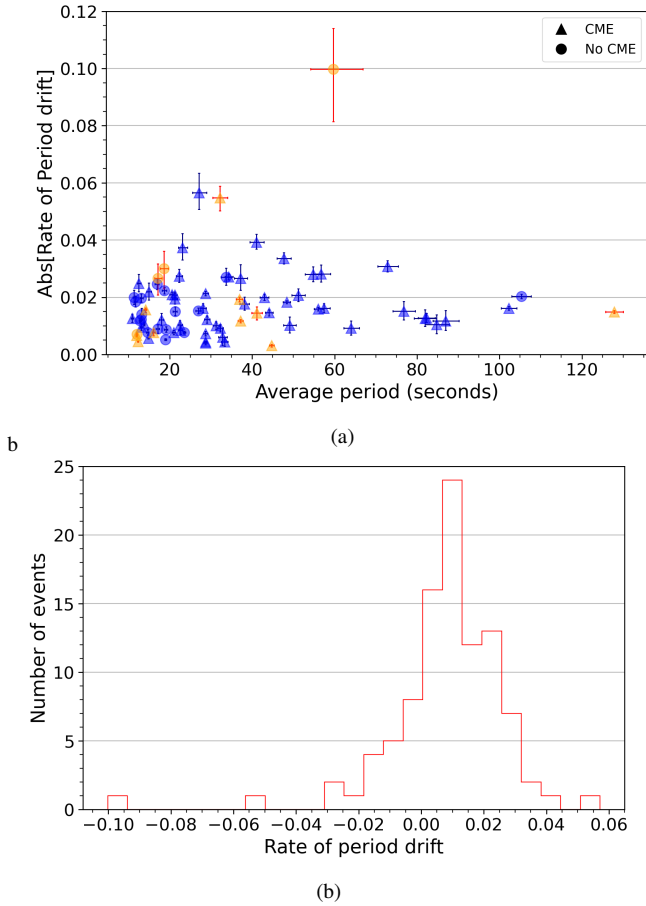 0.14
0.12
0.10
0.08
0.06
0.04
0.02
0.00
Abs[Rate of Period drift]
CME
No CME
20 40 60 80 100 120
Average period (seconds)
(a)
b
25
20
15
10
5
0
Number of events
−0.10 −0.08 −0.06 −0.04 −0.02 0.00 0.02 0.04 0.06
Rate of period drift
(b)